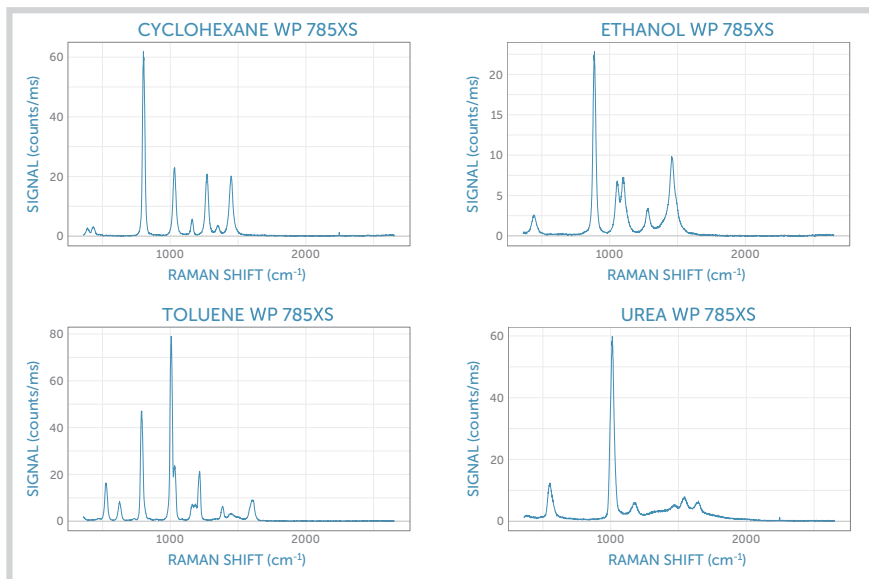 CYCLOHEXANE WP 785XS
60
40
20
0
SIGNAL (counts/ms)
1000 2000
RAMAN SHIFT (cm⁻¹)
ETHANOL WP 785XS
20
15
10
5
0
SIGNAL (counts/ms)
1000 2000
RAMAN SHIFT (cm⁻¹)
TOLUENE WP 785XS
80
60
40
20
0
SIGNAL (counts/ms)
1000 2000
RAMAN SHIFT (cm⁻¹)
UREA WP 785XS
60
40
20
0
SIGNAL (counts/ms)
1000 2000
RAMAN SHIFT (cm⁻¹)